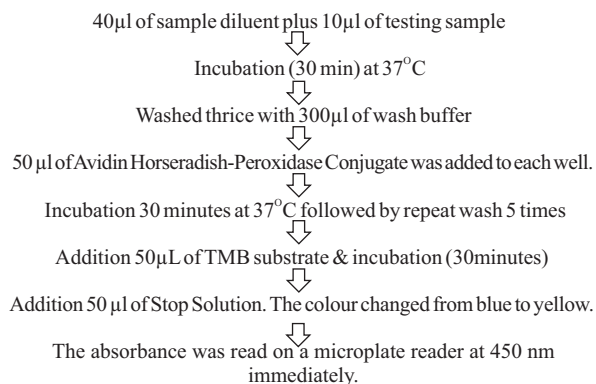 40µl of sample diluent plus 10µl of testing sample
Incubation (30 min) at 37°C
Washed thrice with 300µl of wash buffer
50 µl of Avidin Horseradish-Peroxidase Conjugate was added to each well.
Incubation 30 minutes at 37°C followed by repeat wash 5 times
Addition 50µL of TMB substrate & incubation (30minutes)
Addition 50 µl of Stop Solution. The colour changed from blue to yellow.
The absorbance was read on a microplate reader at 450 nm
immediately.